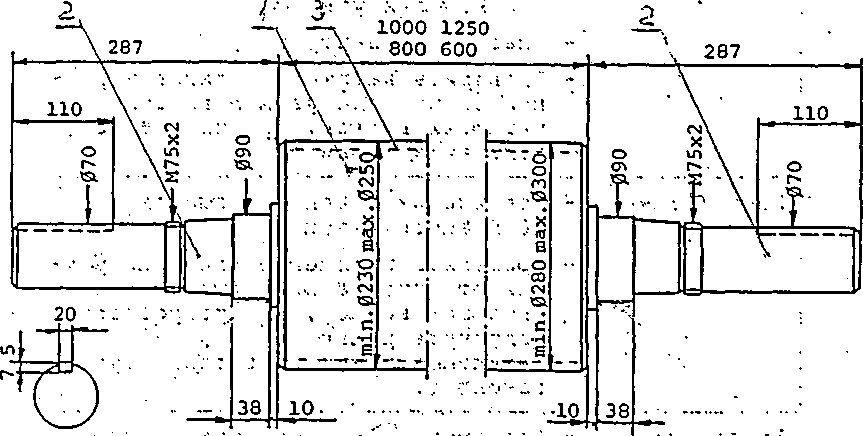 2 1 3 2
1000 1250
800 600
287 287
110 110
Ø70 M75x2 Ø90 Ø90 M75x2 Ø70
min.Ø230 max.Ø250
min.Ø280 max.Ø300
20
7,5
38 10 10 38